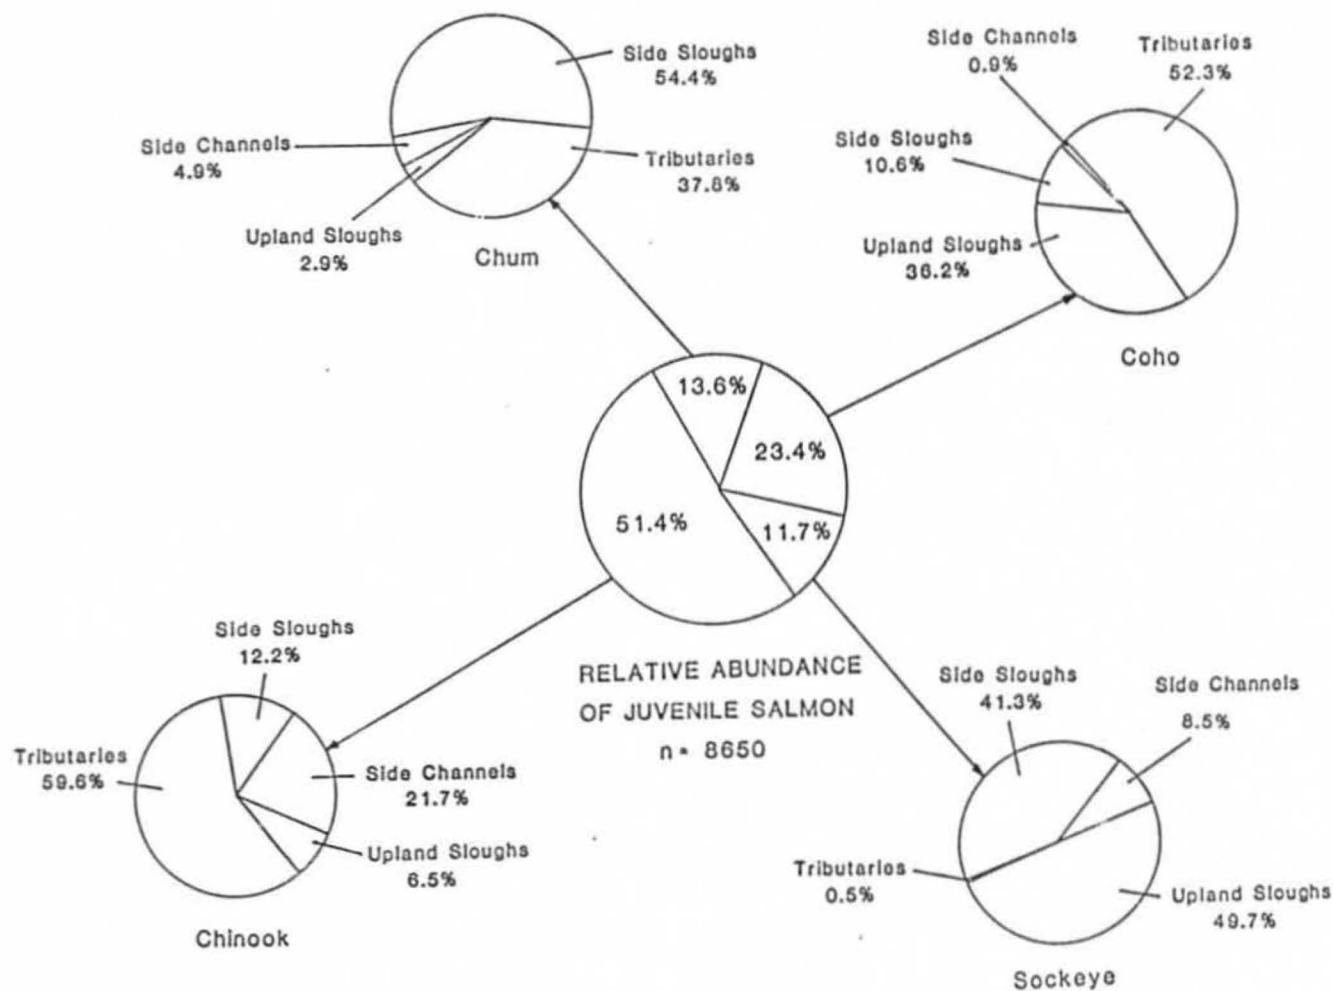 Side Sloughs
54.4%
Side Channels
4.9%
Tributaries
37.8%
Upland Sloughs
2.9%
Chum
Side Channels
0.9%
Tributaries
52.3%
Side Sloughs
10.6%
Upland Sloughs
36.2%
Coho
13.6%
23.4%
51.4%
11.7%
RELATIVE ABUNDANCE
OF JUVENILE SALMON
n= 8650
Side Sloughs
12.2%
Tributaries
59.6%
Side Channels
21.7%
Upland Sloughs
6.5%
Chinook
Side Sloughs
41.3%
Side Channels
8.5%
Tributaries
0.5%
Upland Sloughs
49.7%
Sockeye